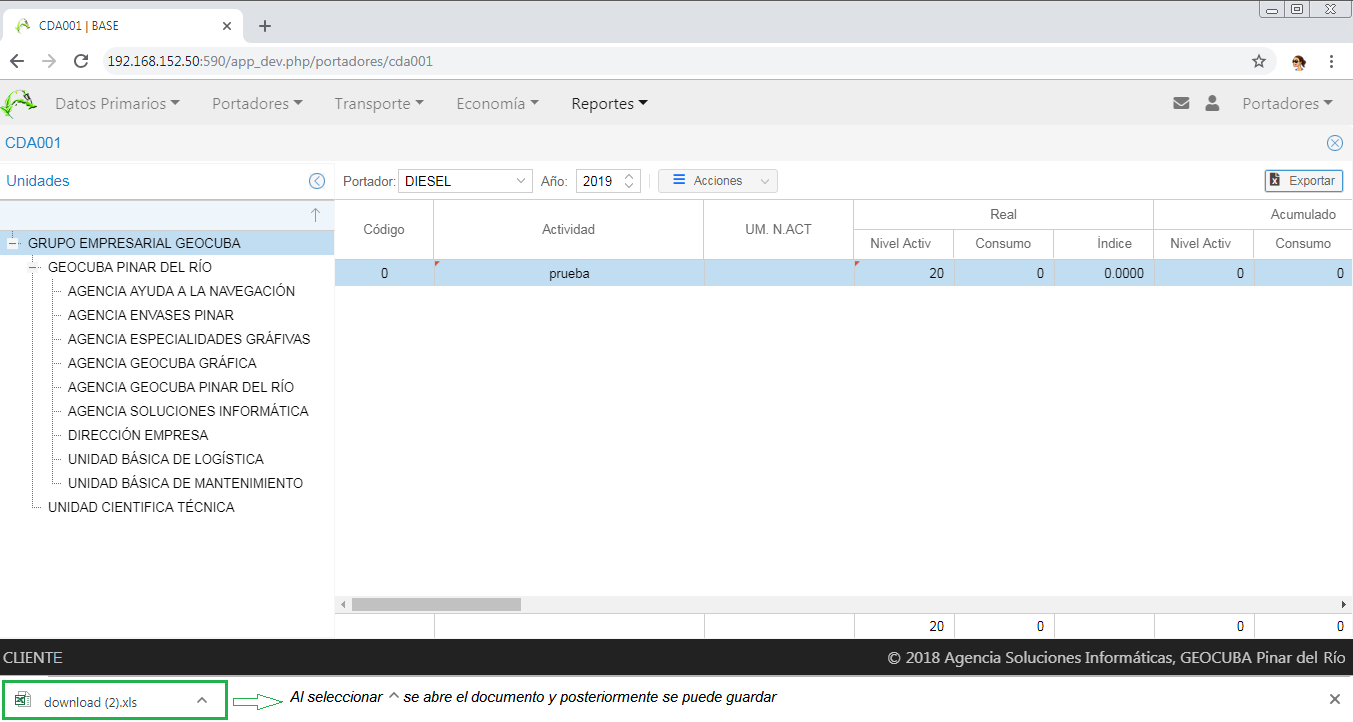 CDA001 | BASE
192.168.152.50:590/app_dev.php/portadores/cda001
Datos Primarios Portadores Transporte Economía Reportes Portadores
CDA001
Unidades
Portador: DIESEL Año: 2019 Acciones Exportar
Código Actividad UM. N.ACT Real Acumulado
Nivel Activ Consumo Índice Nivel Activ Consumo
0 prueba 20 0 0.0000 0 0
GRUPO EMPRESARIAL GEOCUBA
GEOCUBA PINAR DEL RÍO
AGENCIA AYUDA A LA NAVEGACIÓN
AGENCIA ENVASES PINAR
AGENCIA ESPECIALIDADES GRÁFIVAS
AGENCIA GEOCUBA GRÁFICA
AGENCIA GEOCUBA PINAR DEL RÍO
AGENCIA SOLUCIONES INFORMÁTICA
DIRECCIÓN EMPRESA
UNIDAD BÁSICA DE LOGÍSTICA
UNIDAD BÁSICA DE MANTENIMIENTO
UNIDAD CIENTIFICA TÉCNICA
20 0 0 0
CLIENTE © 2018 Agencia Soluciones Informáticas, GEOCUBA Pinar del Río
download (2).xls
Al seleccionar ^ se abre el documento y posteriormente se puede guardar